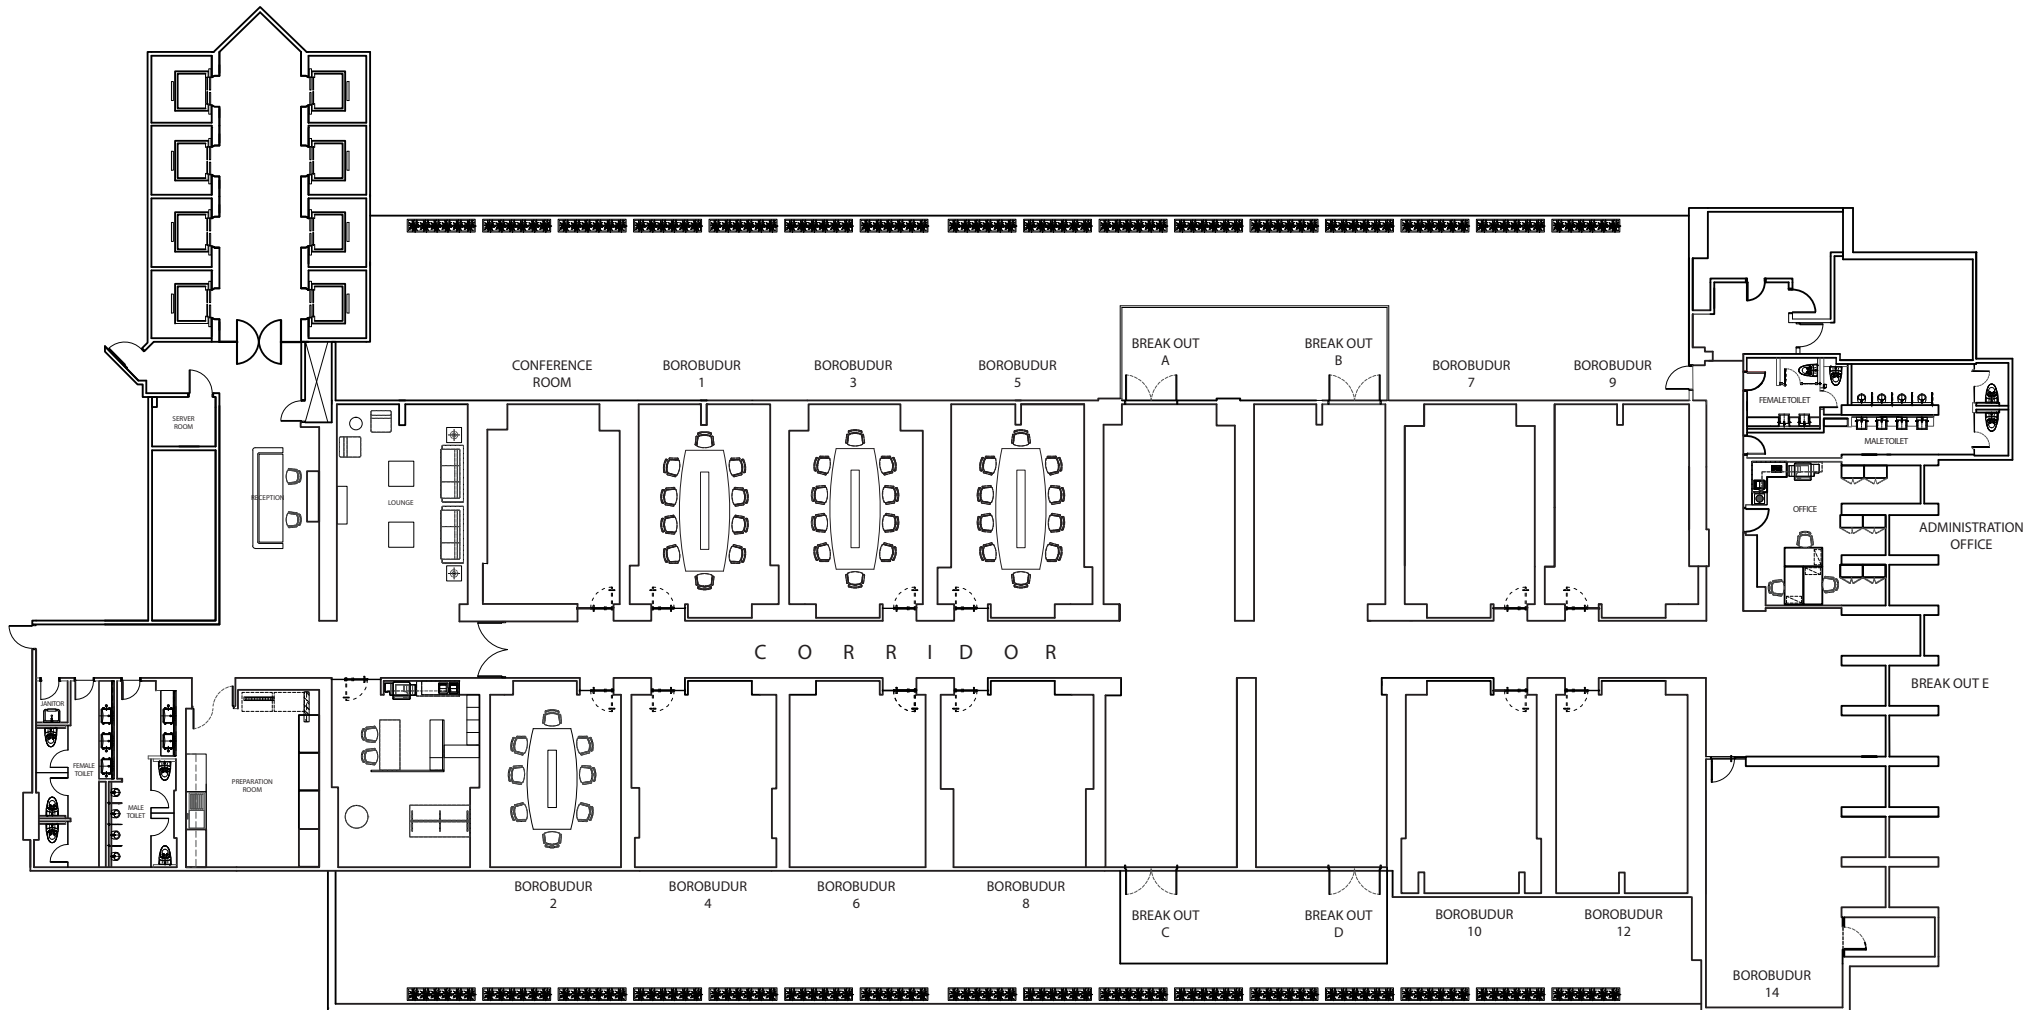 CONFERENCE
ROOM
BOROBUDUR
1
BOROBUDUR
3
BOROBUDUR
5
BREAK OUT
A
BREAK OUT
B
BOROBUDUR
7
BOROBUDUR
9
SERVER
ROOM
RECEPTION
LOUNGE
FEMALE TOILET
MALE TOILET
OFFICE
ADMINISTRATION
OFFICE
CORRIDOR
BREAK OUT E
JANITOR
FEMALE
TOILET
MALE
TOILET
PREPARATION
ROOM
BOROBUDUR
2
BOROBUDUR
4
BOROBUDUR
6
BOROBUDUR
8
BREAK OUT
C
BREAK OUT
D
BOROBUDUR
10
BOROBUDUR
12
BOROBUDUR
14